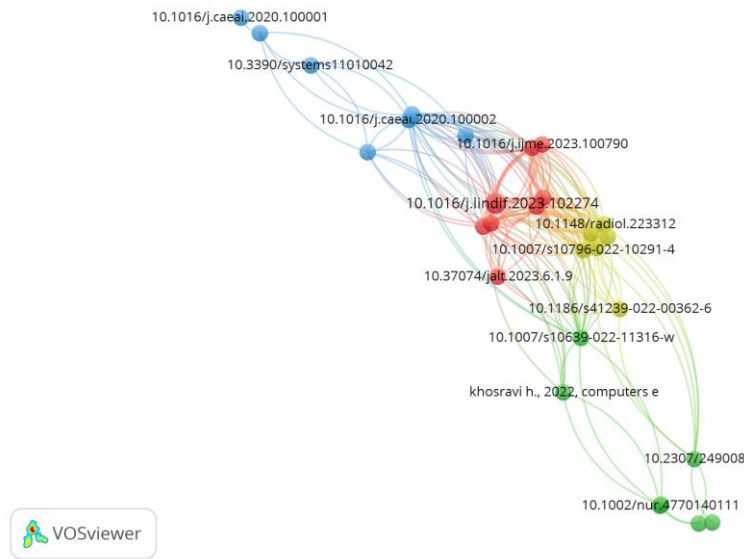 10.1016/j.caeai.2020.100001
10.3390/systems11010042
10.1016/j.caeai.2020.100002
10.1016/j.ijme.2023.100790
10.1016/j.lindif.2023.102274
10.1148/radiol.223312
10.1007/s10796-022-10291-4
10.37074/jalt.2023.6.1.9
10.1186/s41239-022-00362-6
10.1007/s10639-022-11316-w
khosravi h., 2022, computers e
10.2307/249008
10.1002/nur.4770140111
VOSviewer